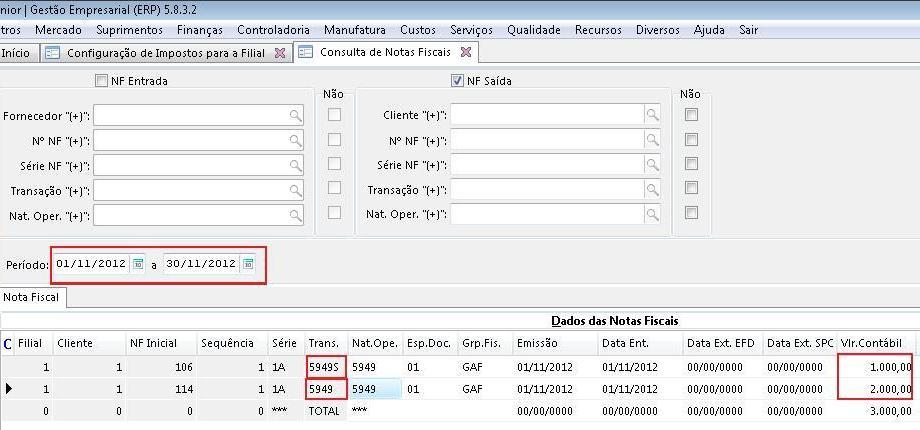 nior | Gestão Empresarial (ERP) 5.8.3.2
tros Mercado Suprimentos Finanças Controladoria Manufatura Custos Serviços Qualidade Recursos Diversos Ajuda Sair
Início Configuração de Impostos para a Filial Consulta de Notas Fiscais
NF Entrada NF Saída
Não Não
Fornecedor "(+)": Cliente "(+)":
Nº NF "(+)": Nº NF "(+)":
Série NF "(+)": Série NF "(+)":
Transação "(+)": Transação "(+)":
Nat. Oper. "(+)": Nat. Oper. "(+)":
Período: 01/11/2012 a 30/11/2012
Nota Fiscal
Dados das Notas Fiscais
C Filial Cliente NF Inicial Sequência Série Trans. Nat.Ope. Esp.Doc. Grp.Fis. Emissão Data Ent. Data Ext. EFD Data Ext. SPC Vlr.Contábil
1 1 106 1 1A 5949S 5949 01 GAF 01/11/2012 01/11/2012 00/00/0000 00/00/0000 1.000,00
1 1 114 1 1A 5949 5949 01 GAF 01/11/2012 01/11/2012 00/00/0000 00/00/0000 2.000,00
0 0 0 0 *** TOTAL *** 00/00/0000 00/00/0000 00/00/0000 00/00/0000 3.000,00